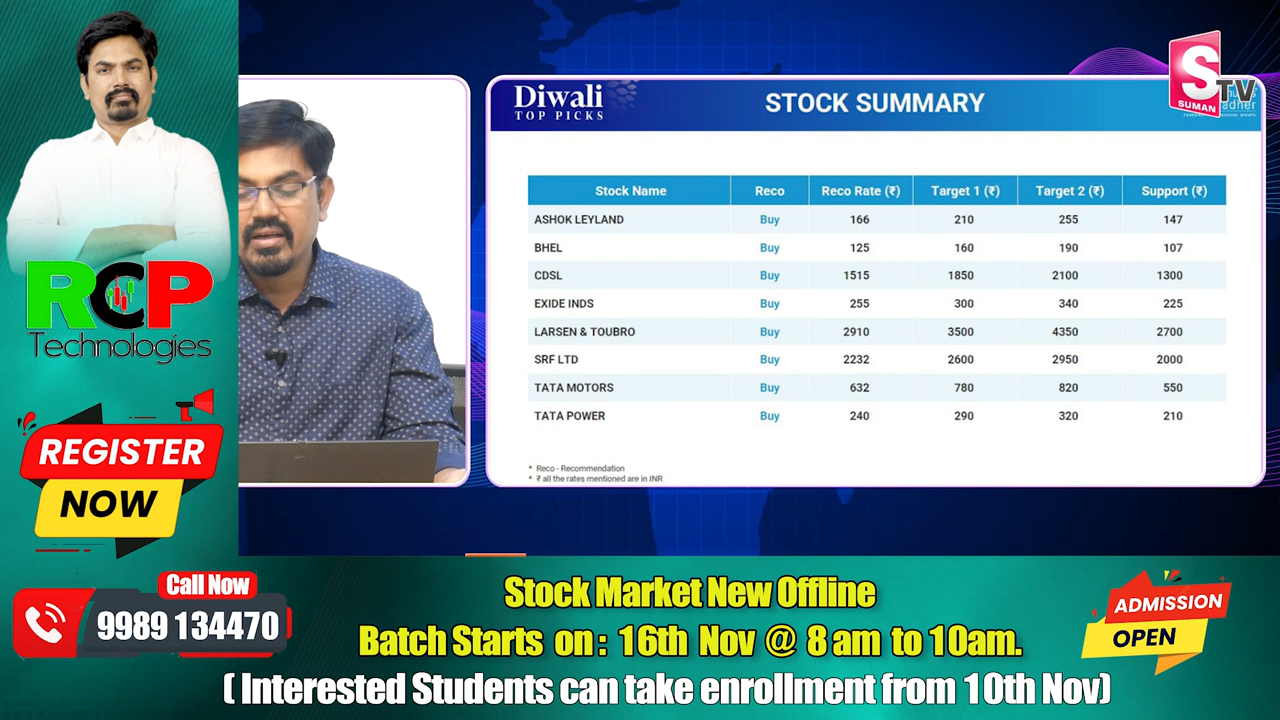 Diwali
TOP PICKS
STOCK SUMMARY
S
TV
SUMAN
Stock Name Reco Reco Rate (₹) Target 1 (₹) Target 2 (₹) Support (₹)
ASHOK LEYLAND Buy 166 210 255 147
BHEL Buy 125 160 190 107
CDSL Buy 1515 1850 2100 1300
EXIDE INDS Buy 255 300 340 225
LARSEN & TOUBRO Buy 2910 3500 4350 2700
SRF LTD Buy 2232 2600 2950 2000
TATA MOTORS Buy 632 780 820 550
TATA POWER Buy 240 290 320 210
* Reco - Recommendation
* ₹ all the rates mentioned are in INR
RCP
Technologies
REGISTER
NOW
Call Now
9989 134470
Stock Market New Offline
Batch Starts on : 16th Nov @ 8 am to 10am.
( Interested Students can take enrollment from 10th Nov)
ADMISSION
OPEN